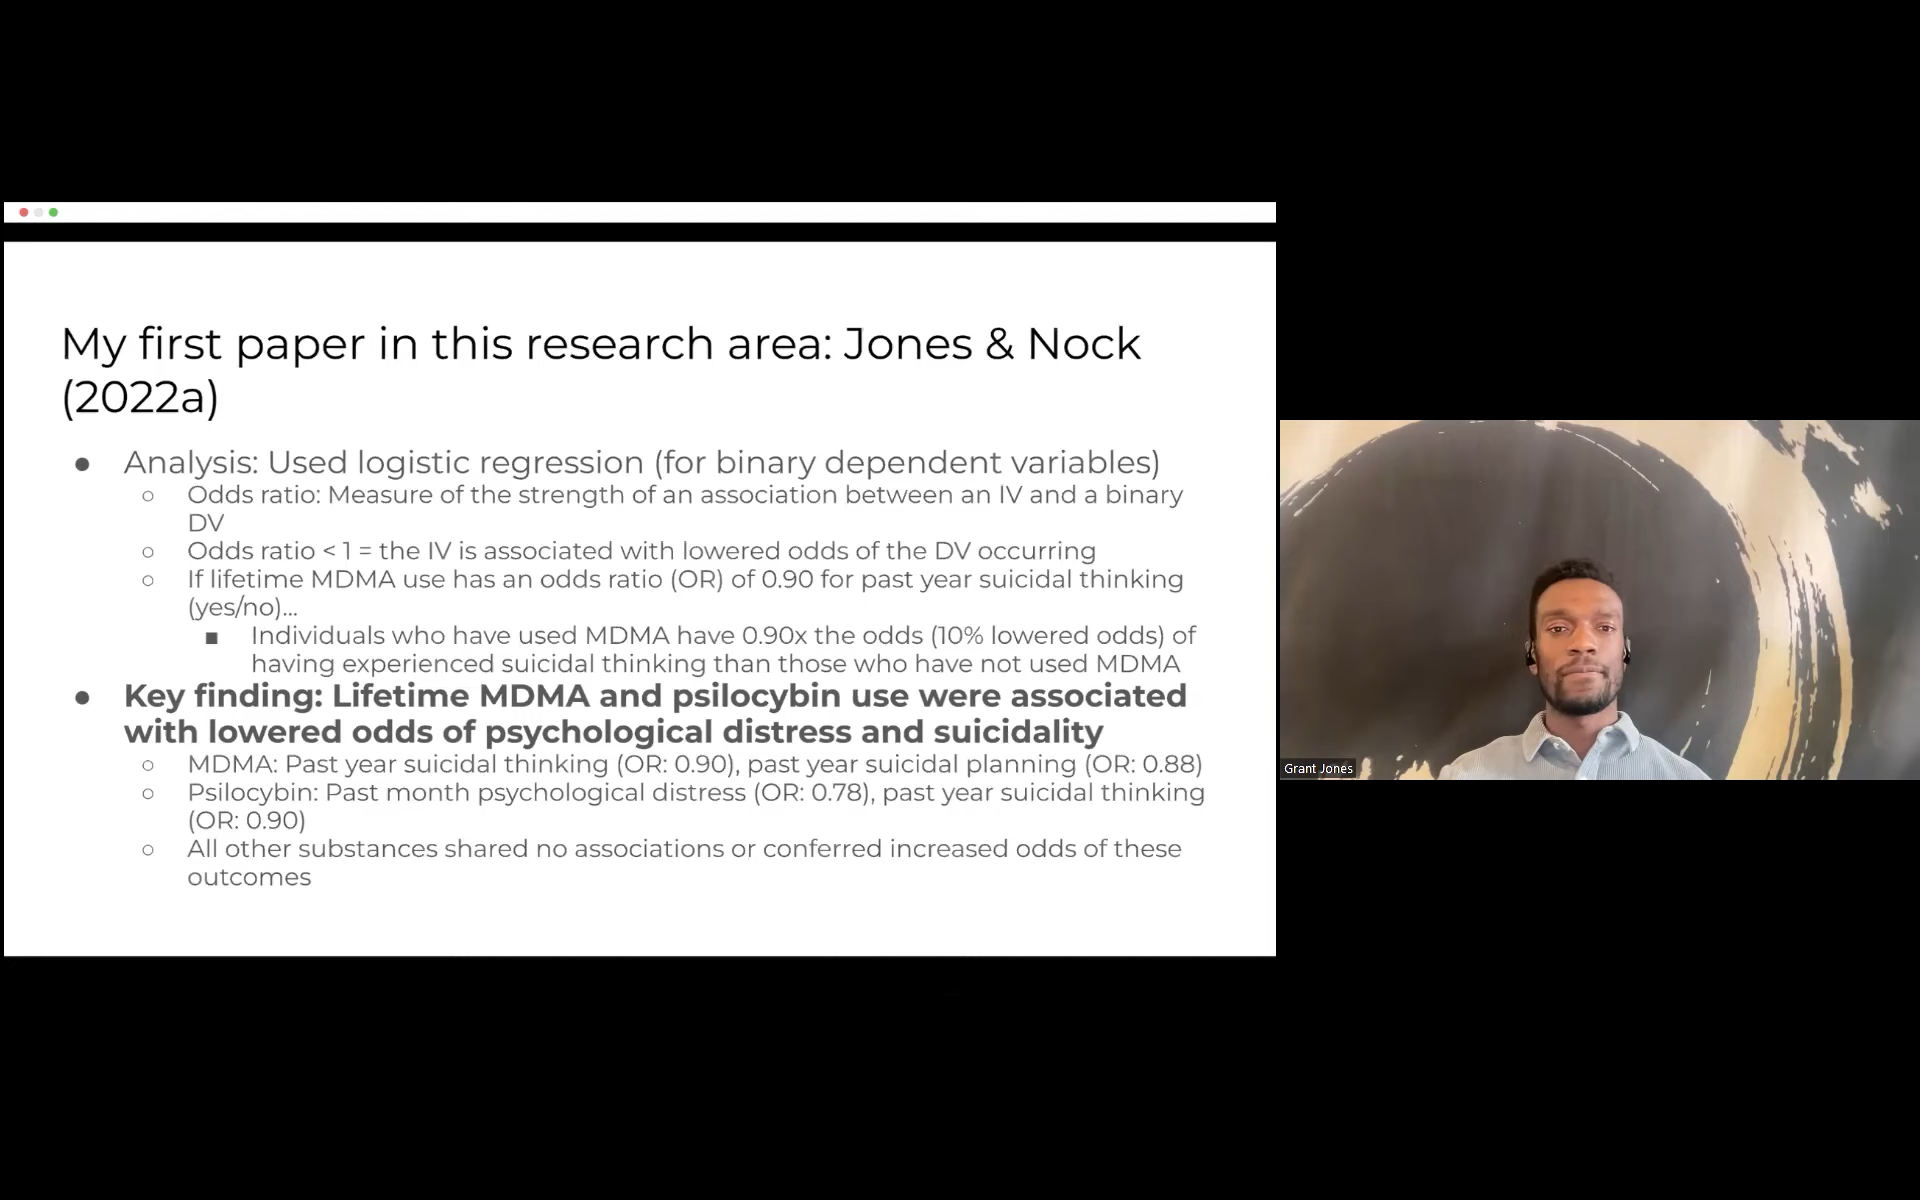 My first paper in this research area: Jones & Nock
(2022a)
● Analysis: Used logistic regression (for binary dependent variables)
○ Odds ratio: Measure of the strength of an association between an IV and a binary
DV
○ Odds ratio < 1 = the IV is associated with lowered odds of the DV occurring
○ If lifetime MDMA use has an odds ratio (OR) of 0.90 for past year suicidal thinking
(yes/no)...
■ Individuals who have used MDMA have 0.90x the odds (10% lowered odds) of
having experienced suicidal thinking than those who have not used MDMA
● Key finding: Lifetime MDMA and psilocybin use were associated
with lowered odds of psychological distress and suicidality
○ MDMA: Past year suicidal thinking (OR: 0.90), past year suicidal planning (OR: 0.88)
○ Psilocybin: Past month psychological distress (OR: 0.78), past year suicidal thinking
(OR: 0.90)
○ All other substances shared no associations or conferred increased odds of these
outcomes
Grant Jones